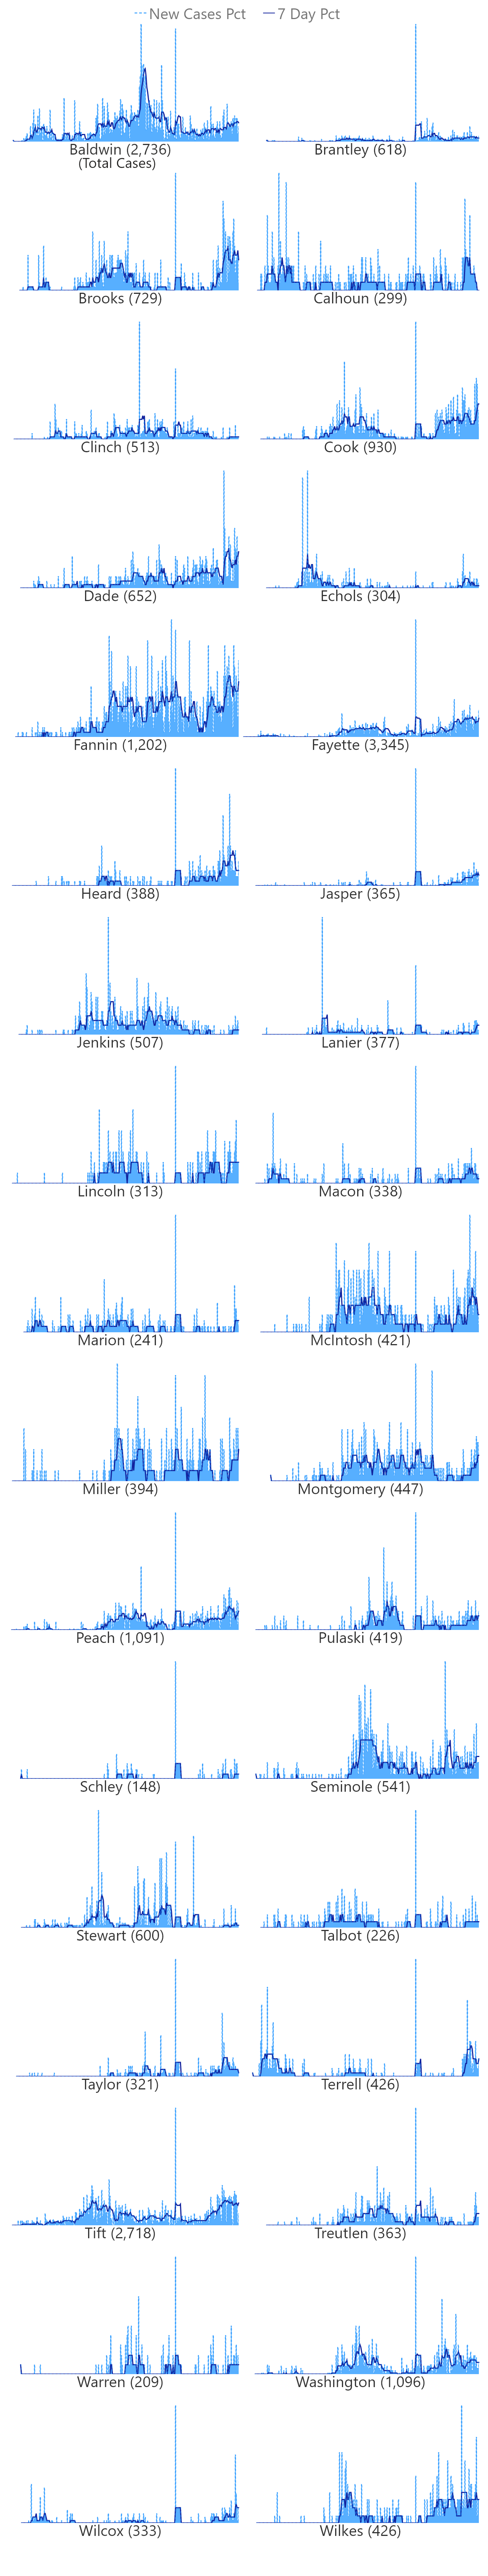 New Cases Pct 7 Day Pct
Baldwin (2,736)
(Total Cases)
Brantley (618)
Brooks (729)
Calhoun (299)
Clinch (513)
Cook (930)
Dade (652)
Echols (304)
Fannin (1,202)
Fayette (3,345)
Heard (388)
Jasper (365)
Jenkins (507)
Lanier (377)
Lincoln (313)
Macon (338)
Marion (241)
McIntosh (421)
Miller (394)
Montgomery (447)
Peach (1,091)
Pulaski (419)
Schley (148)
Seminole (541)
Stewart (600)
Talbot (226)
Taylor (321)
Terrell (426)
Tift (2,718)
Treutlen (363)
Warren (209)
Washington (1,096)
Wilcox (333)
Wilkes (426)